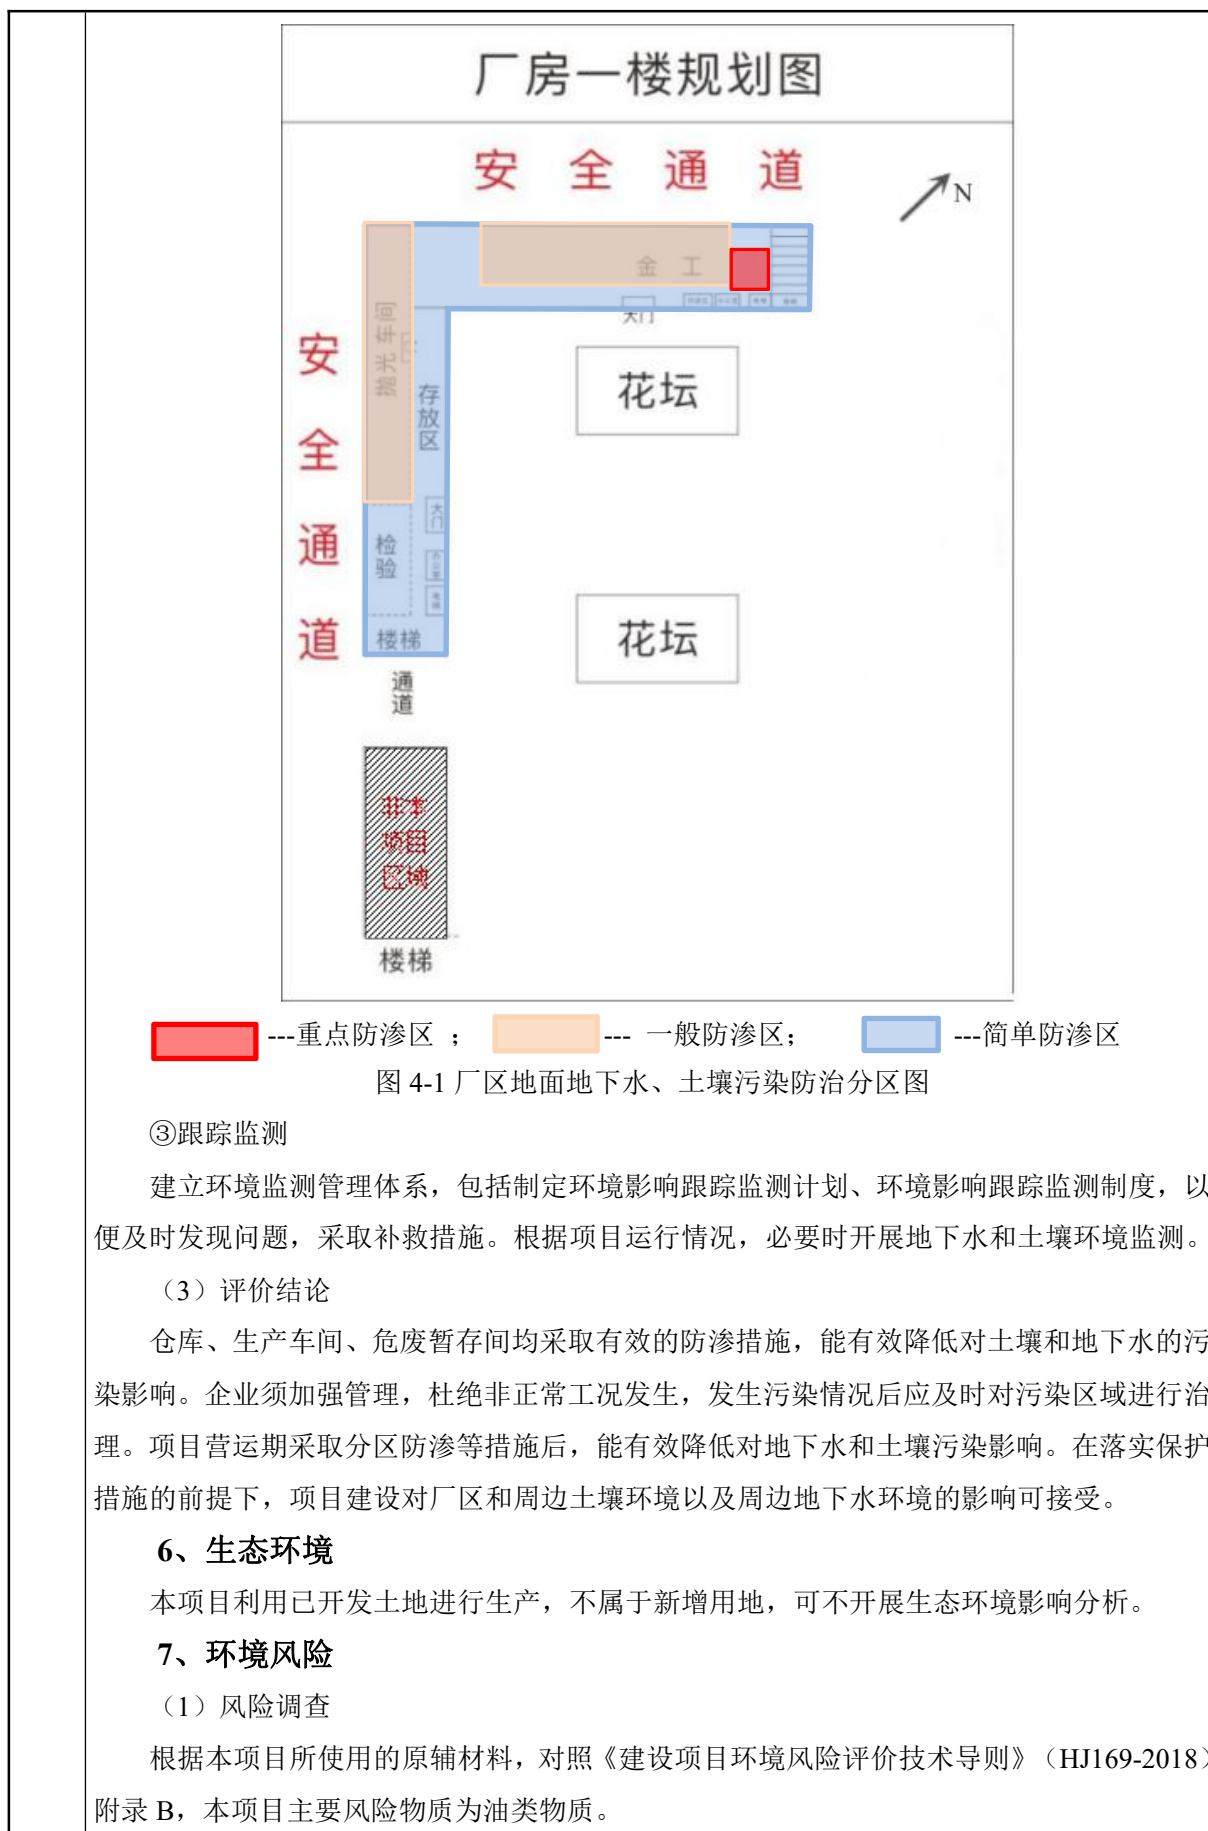 厂房一楼规划图
安全通道
N
金 工
大门
抛光车间
存放区
安全通道
花坛
大门
检验
办公室
电梯
楼梯
花坛
通道
非本
项目
区域
楼梯
---重点防渗区 ； --- 一般防渗区； ---简单防渗区
图 4-1 厂区地面地下水、土壤污染防治分区图
③跟踪监测
建立环境监测管理体系，包括制定环境影响跟踪监测计划、环境影响跟踪监测制度，以
便及时发现问题，采取补救措施。根据项目运行情况，必要时开展地下水和土壤环境监测。
（3）评价结论
仓库、生产车间、危废暂存间均采取有效的防渗措施，能有效降低对土壤和地下水的污
染影响。企业须加强管理，杜绝非正常工况发生，发生污染情况后应及时对污染区域进行治
理。项目营运期采取分区防渗等措施后，能有效降低对地下水和土壤污染影响。在落实保护
措施的前提下，项目建设对厂区和周边土壤环境以及周边地下水环境的影响可接受。
6、生态环境
本项目利用已开发土地进行生产，不属于新增用地，可不开展生态环境影响分析。
7、环境风险
（1）风险调查
根据本项目所使用的原辅材料，对照《建设项目环境风险评价技术导则》（HJ169-2018）
附录 B，本项目主要风险物质为油类物质。